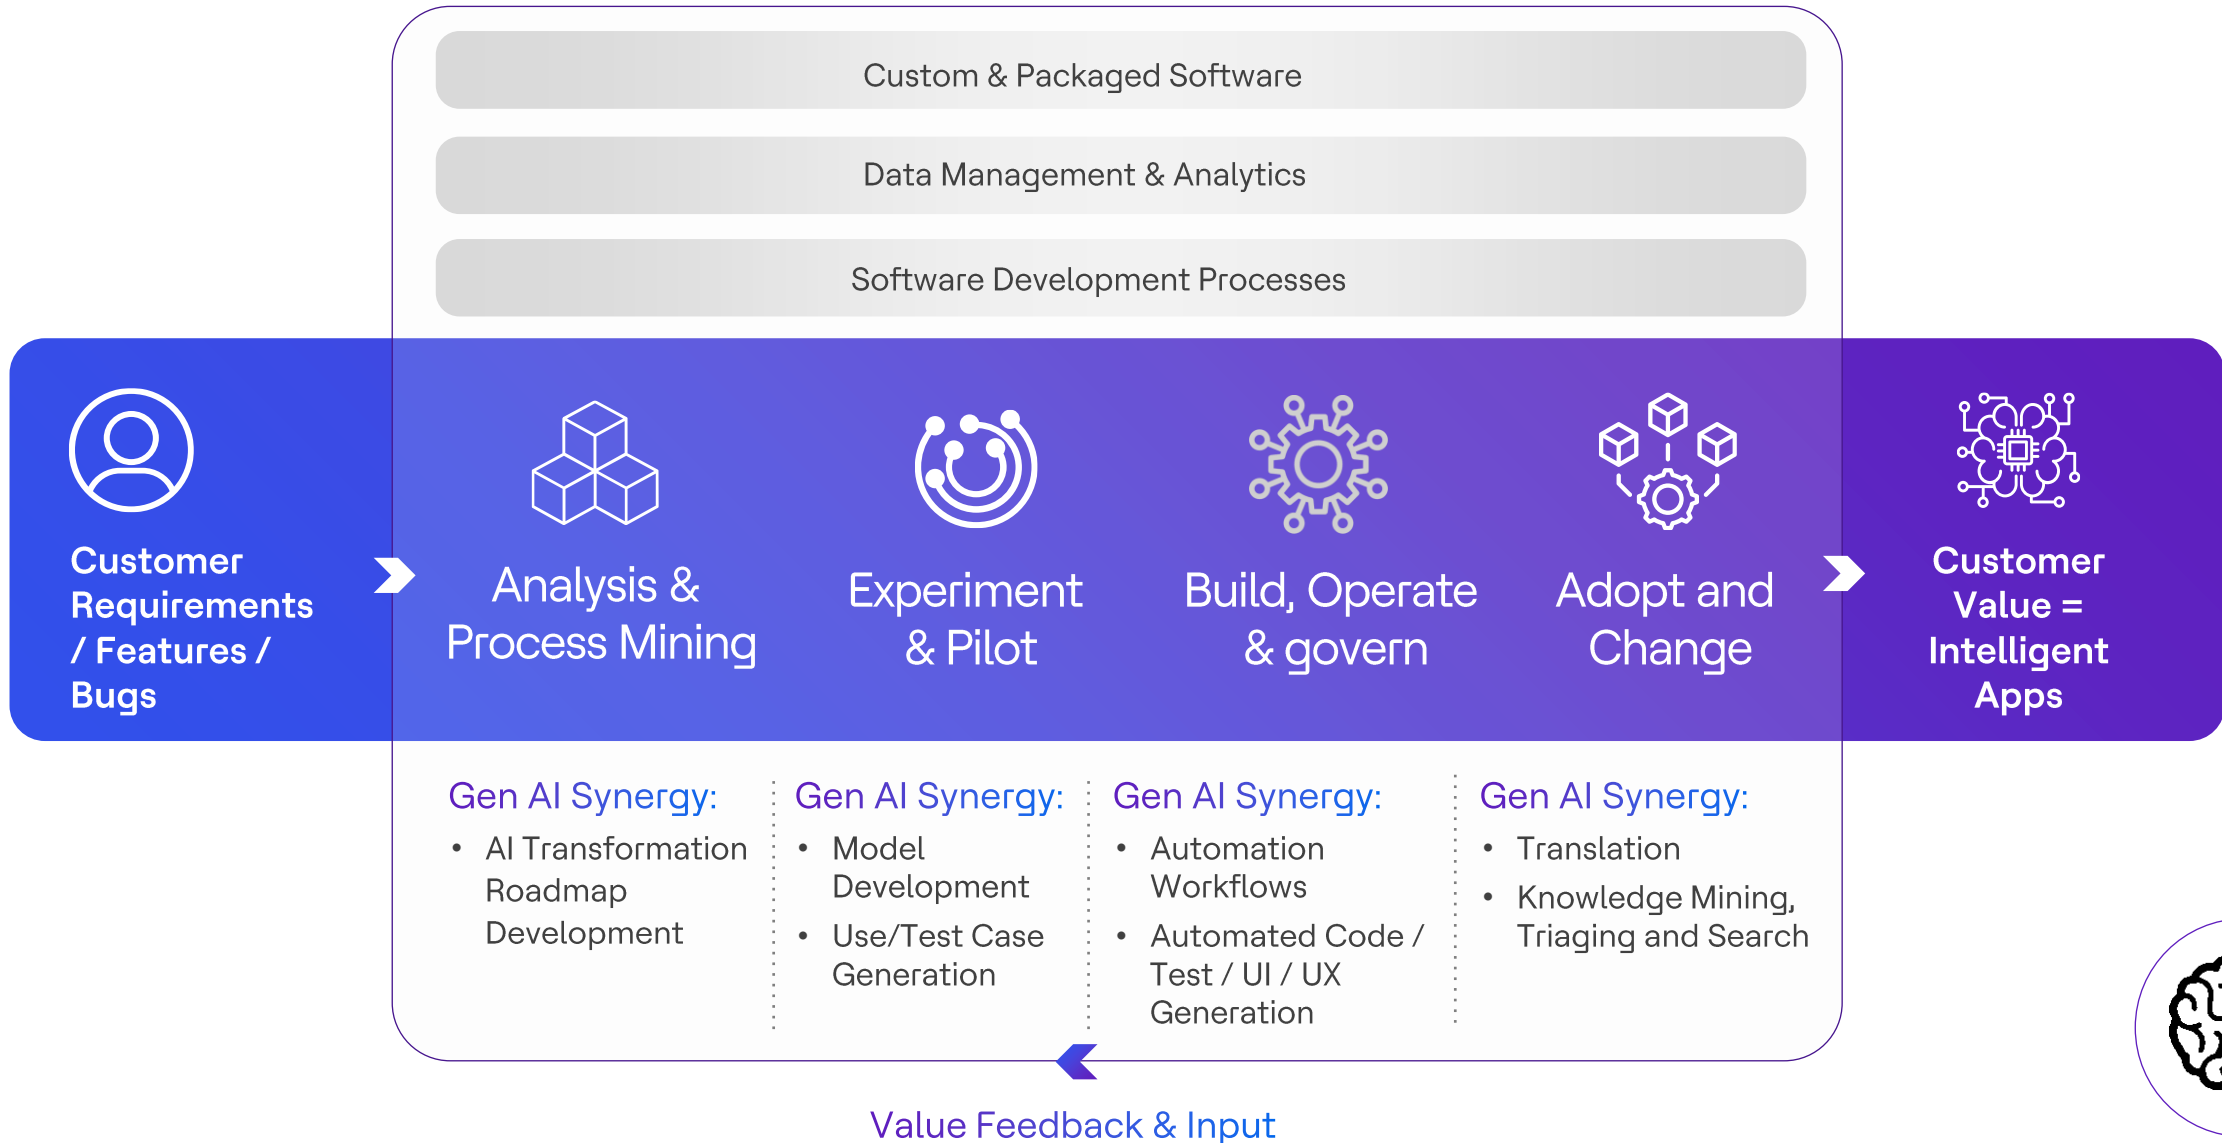 Custom & Packaged Software
Data Management & Analytics
Software Development Processes
Customer
Requirements
/ Features /
Bugs
Analysis &
Process Mining
Experiment
& Pilot
Build, Operate
& govern
Adopt and
Change
Customer
Value =
Intelligent
Apps
Gen AI Synergy:
• AI Transformation
Roadmap
Development
Gen AI Synergy:
• Model
Development
• Use/Test Case
Generation
Gen AI Synergy:
• Automation
Workflows
• Automated Code /
Test / UI / UX
Generation
Gen AI Synergy:
• Translation
• Knowledge Mining,
Triaging and Search
Value Feedback & Input